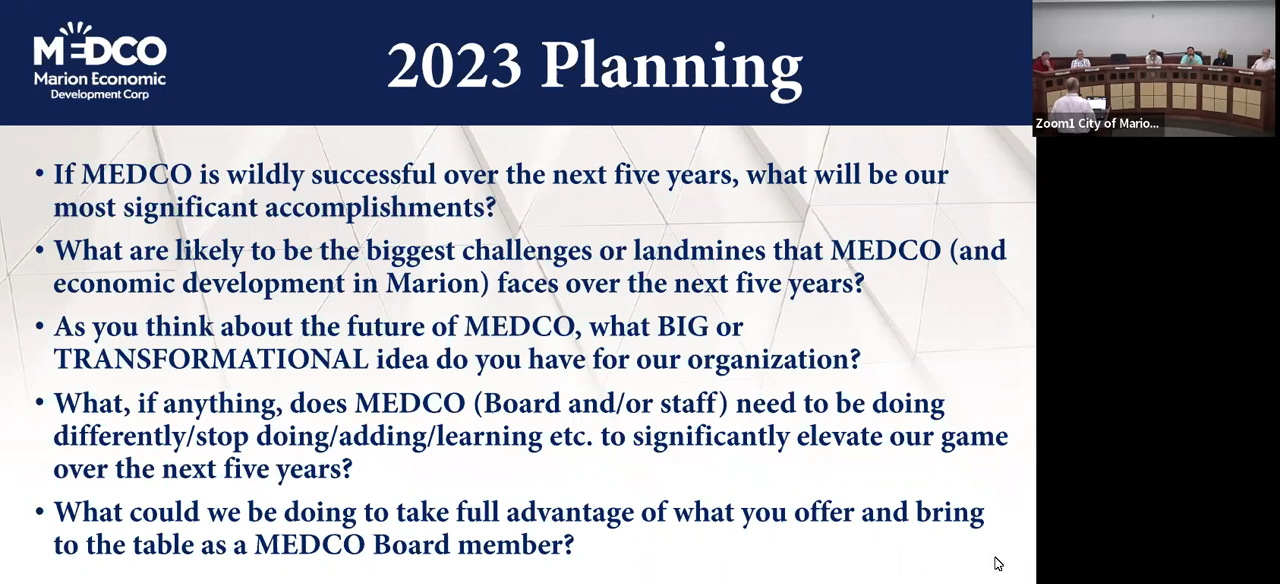 MEDCO
Marion Economic
Development Corp
2023 Planning
• If MEDCO is wildly successful over the next five years, what will be our
most significant accomplishments?
• What are likely to be the biggest challenges or landmines that MEDCO (and
economic development in Marion) faces over the next five years?
• As you think about the future of MEDCO, what BIG or
TRANSFORMATIONAL idea do you have for our organization?
• What, if anything, does MEDCO (Board and/or staff) need to be doing
differently/stop doing/adding/learning etc. to significantly elevate our game
over the next five years?
• What could we be doing to take full advantage of what you offer and bring
to the table as a MEDCO Board member?
Zoom1 City of Mario...